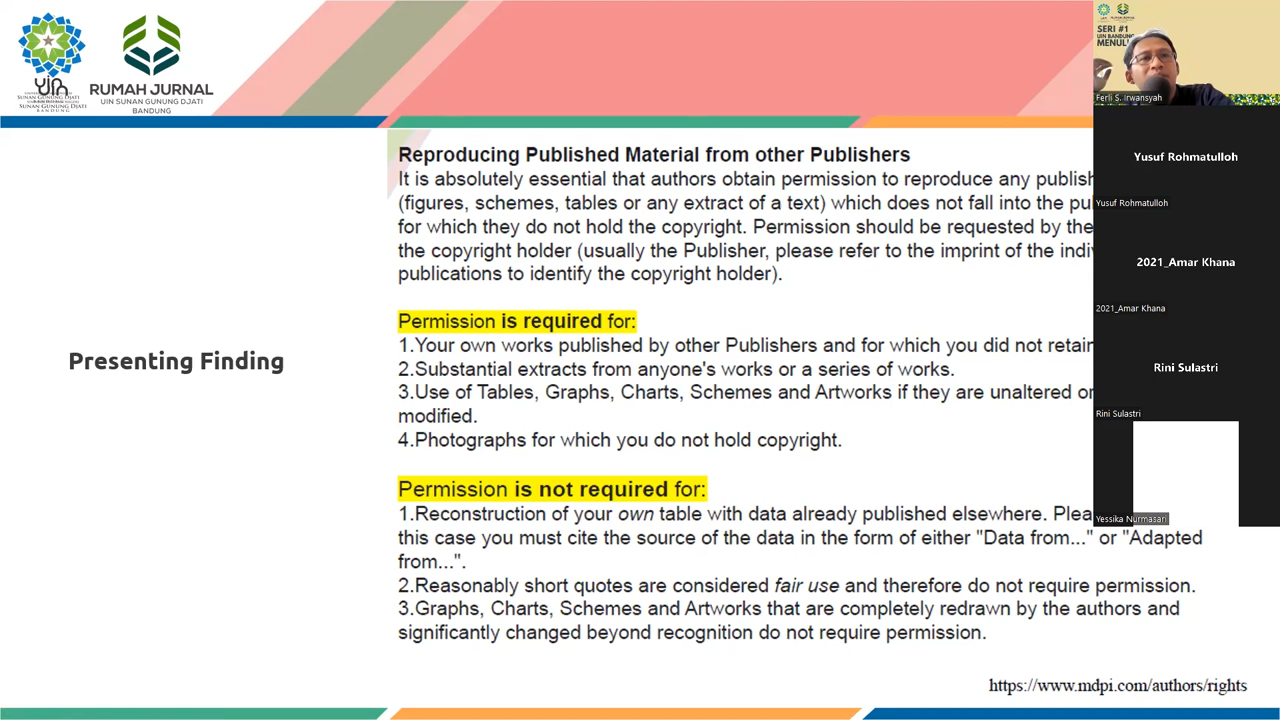 UIN
SUNAN GUNUNG DJATI
BANDUNG
RUMAH JURNAL
UIN SUNAN GUNUNG DJATI
BANDUNG
Presenting Finding
Reproducing Published Material from other Publishers
It is absolutely essential that authors obtain permission to reproduce any
(figures, schemes, tables or any extract of a text) which does not fall into the
for which they do not hold the copyright. Permission should be requested by the
the copyright holder (usually the Publisher, please refer to the imprint of the
publications to identify the copyright holder).
Permission is required for:
1.Your own works published by other Publishers and for which you did not retain
2.Substantial extracts from anyone's works or a series of works.
3.Use of Tables, Graphs, Charts, Schemes and Artworks if they are unaltered or
modified.
4.Photographs for which you do not hold copyright.
Permission is not required for:
1.Reconstruction of your own table with data already published elsewhere.
this case you must cite the source of the data in the form of either "Data from..." or "Adapted
from...".
2.Reasonably short quotes are considered fair use and therefore do not require permission.
3.Graphs, Charts, Schemes and Artworks that are completely redrawn by the authors and
significantly changed beyond recognition do not require permission.
https://www.mdpi.com/authors/rights
SERI #1
UIN BANDUNG
Ferli S. Irwansyah
Yusuf Rohmatulloh
Yusuf Rohmatulloh
2021_Amar Khana
2021_Amar Khana
Rini Sulastri
Rini Sulastri
Yessika Nurmasari